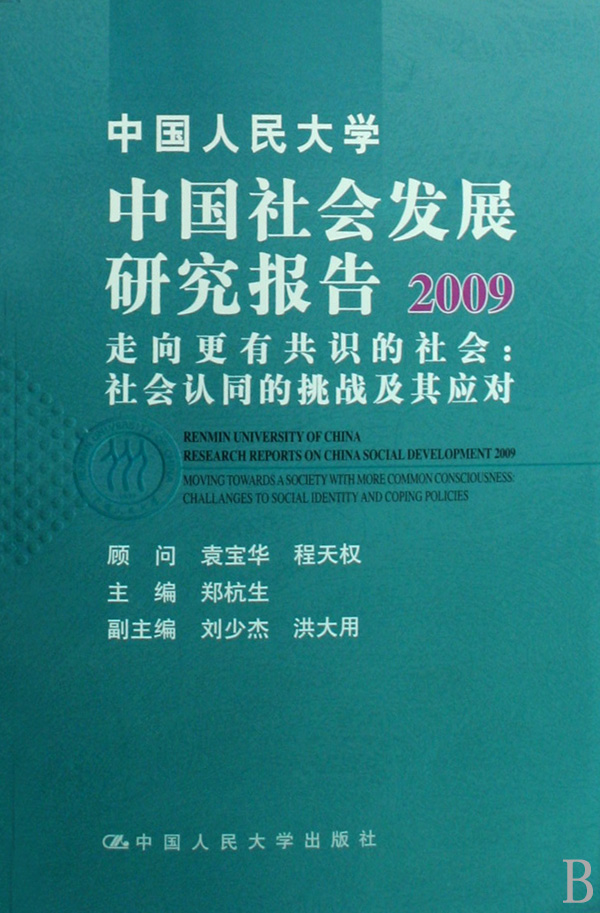 中国人民大学
中国社会发展
研究报告 2009
走向更有共识的社会：
社会认同的挑战及其应对
RENMIN UNIVERSITY OF CHINA
RESEARCH REPORTS ON CHINA SOCIAL DEVELOPMENT 2009
MOVING TOWARDS A SOCIETY WITH MORE COMMON CONSCIOUSNESS:
CHALLANGES TO SOCIAL IDENTITY AND COPING POLICIES
顾 问 袁宝华 程天权
主 编 郑杭生
副主编 刘少杰 洪大用
中国人民大学出版社
B